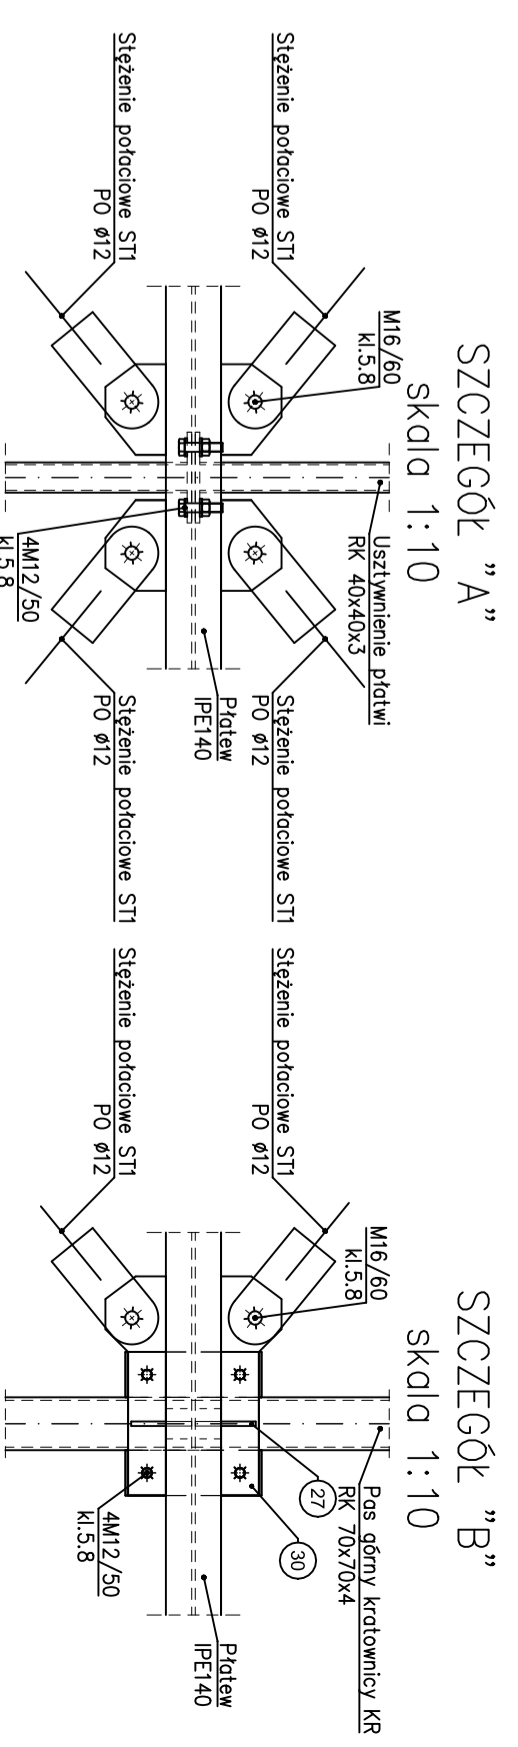 SZCZEGÓŁ "A"
skala 1:10
Stężenie połaciowe ST1
PO ø12
Stężenie połaciowe ST1
PO ø12
M16/60
kl.5.8
Usztywnienie płatwi
RK 40x40x3
4M12/50
kl.5.8
Płatew
IPE140
Stężenie połaciowe ST1
PO ø12
Stężenie połaciowe ST1
PO ø12
SZCZEGÓŁ "B"
skala 1:10
Stężenie połaciowe ST1
PO ø12
Stężenie połaciowe ST1
PO ø12
M16/60
kl.5.8
Pas górny kratownicy KR
RK 70x70x4
27
30
4M12/50
kl.5.8
Płatew
IPE140